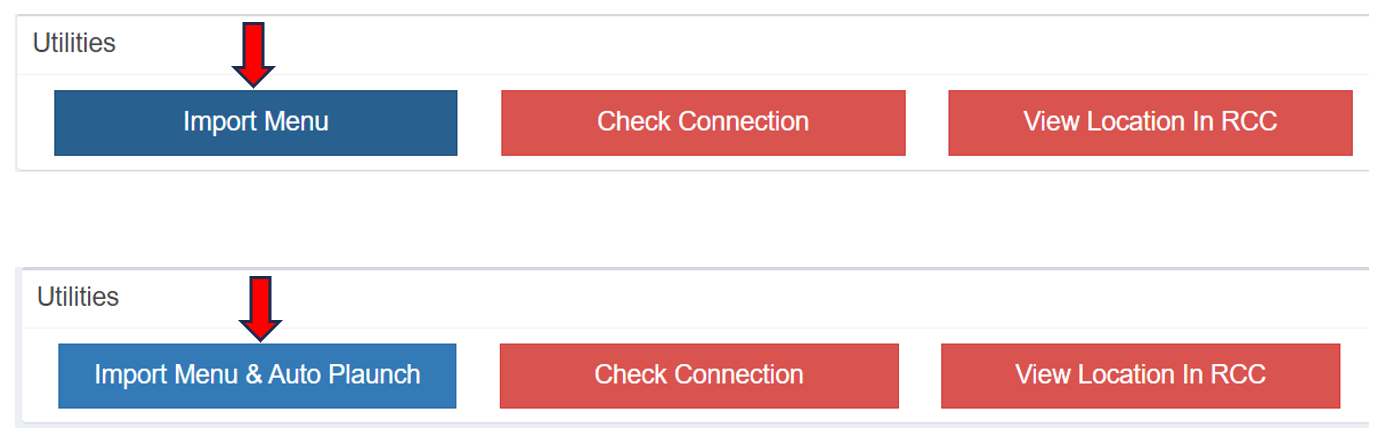 Utilities
Import Menu
Check Connection
View Location In RCC
Utilities
Import Menu & Auto Plaunch
Check Connection
View Location In RCC